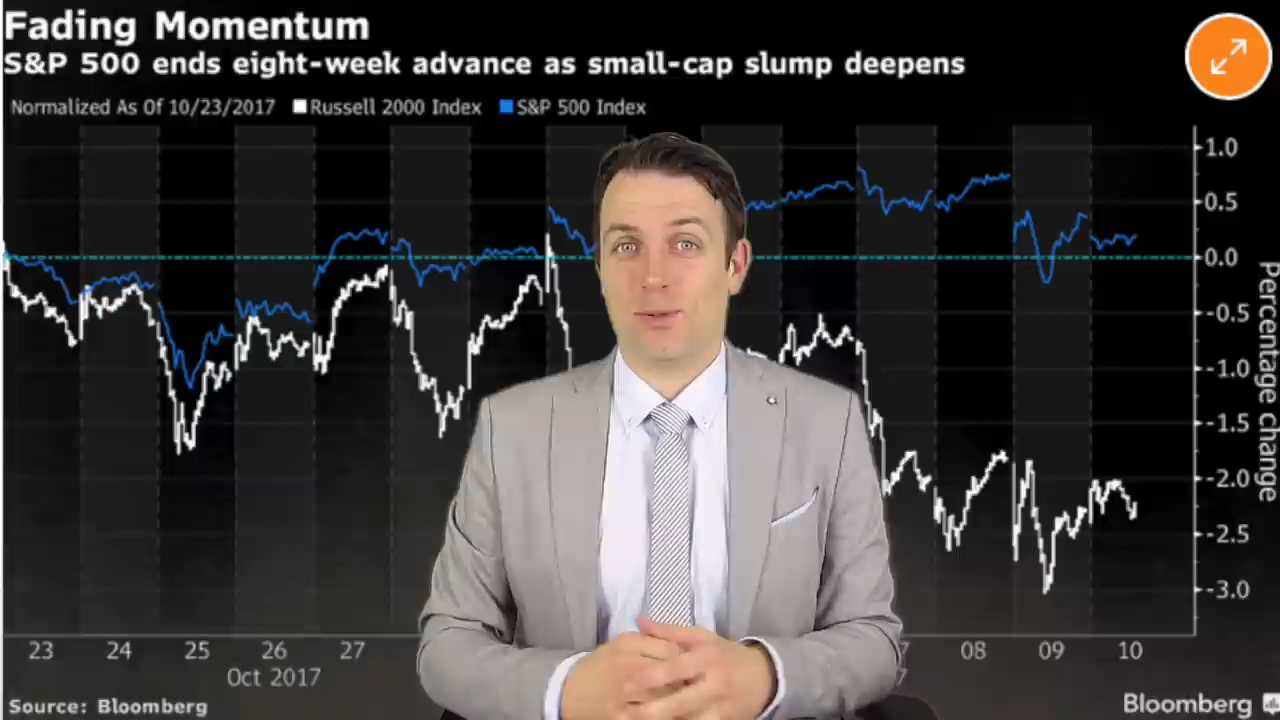 Fading Momentum
S&P 500 ends eight-week advance as small-cap slump deepens
Normalized As Of 10/23/2017 Russell 2000 Index S&P 500 Index
1.0
0.5
0.0
-0.5
-1.0
-1.5
-2.0
-2.5
-3.0
Percentage change
23 24 25 26 27 7 08 09 10
Oct 2017 7
Source: Bloomberg
Bloomberg